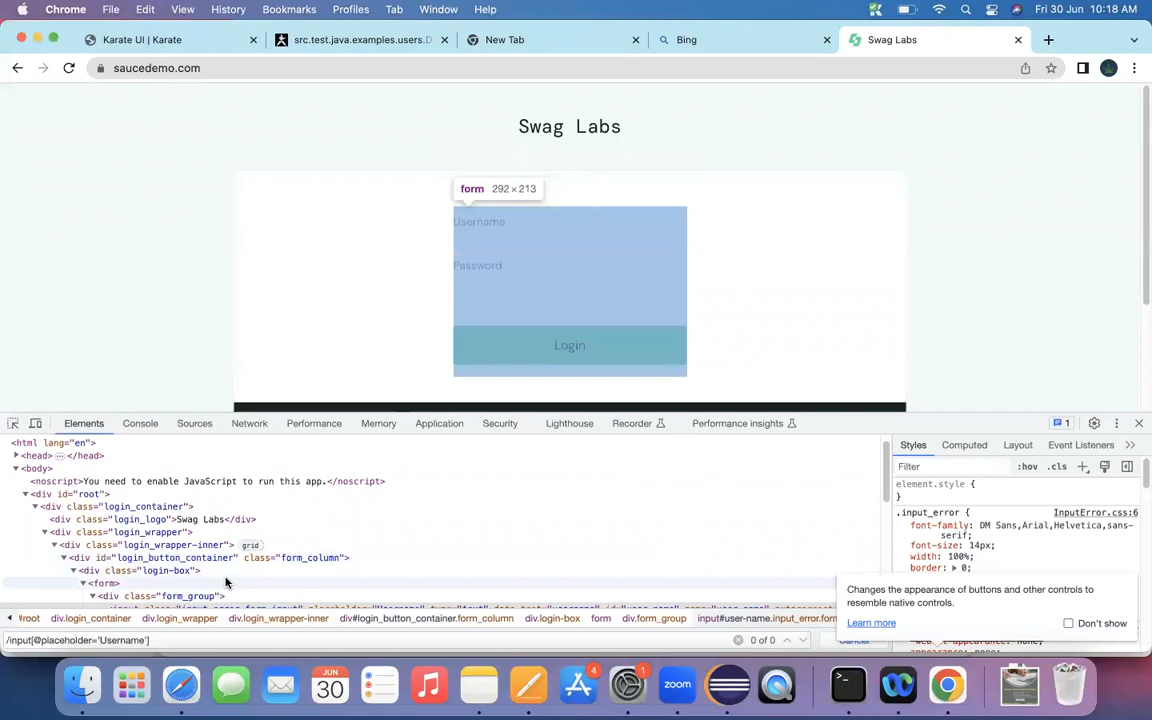 Chrome File Edit View History Bookmarks Profiles Tab Window Help Fri 30 Jun 10:18 AM
Karate UI | Karate src.test.java.examples.users.D New Tab Bing Swag Labs
saucedemo.com
Swag Labs
form 292 × 213
Username
Password
Login
Elements Console Sources Network Performance Memory Application Security Lighthouse Recorder Performance insights 1
<html lang="en">
<head> … </head>
<body>
<noscript>You need to enable JavaScript to run this app.</noscript>
<div id="root">
<div class="login_container">
<div class="login_logo">Swag Labs</div>
<div class="login_wrapper">
<div class="login_wrapper-inner"> grid
<div id="login_button_container" class="form_column">
<div class="login-box">
<form>
<div class="form_group">
#root div.login_container div.login_wrapper div.login_wrapper-inner div#login_button_container.form_column div.login-box form div.form_group input#user-name.input_error.form
/input[@placeholder='Username'] 0 of 0 Cancel
Styles Computed Layout Event Listeners
Filter :hov .cls
element.style {
}
.input_error { InputError.css:6
font-family: DM Sans,Arial,Helvetica,sans-
serif;
font-size: 14px;
width: 100%;
border: 0;
Changes the appearance of buttons and other controls to
resemble native controls.
Learn more Don't show
JUN
30
4
1
zoom